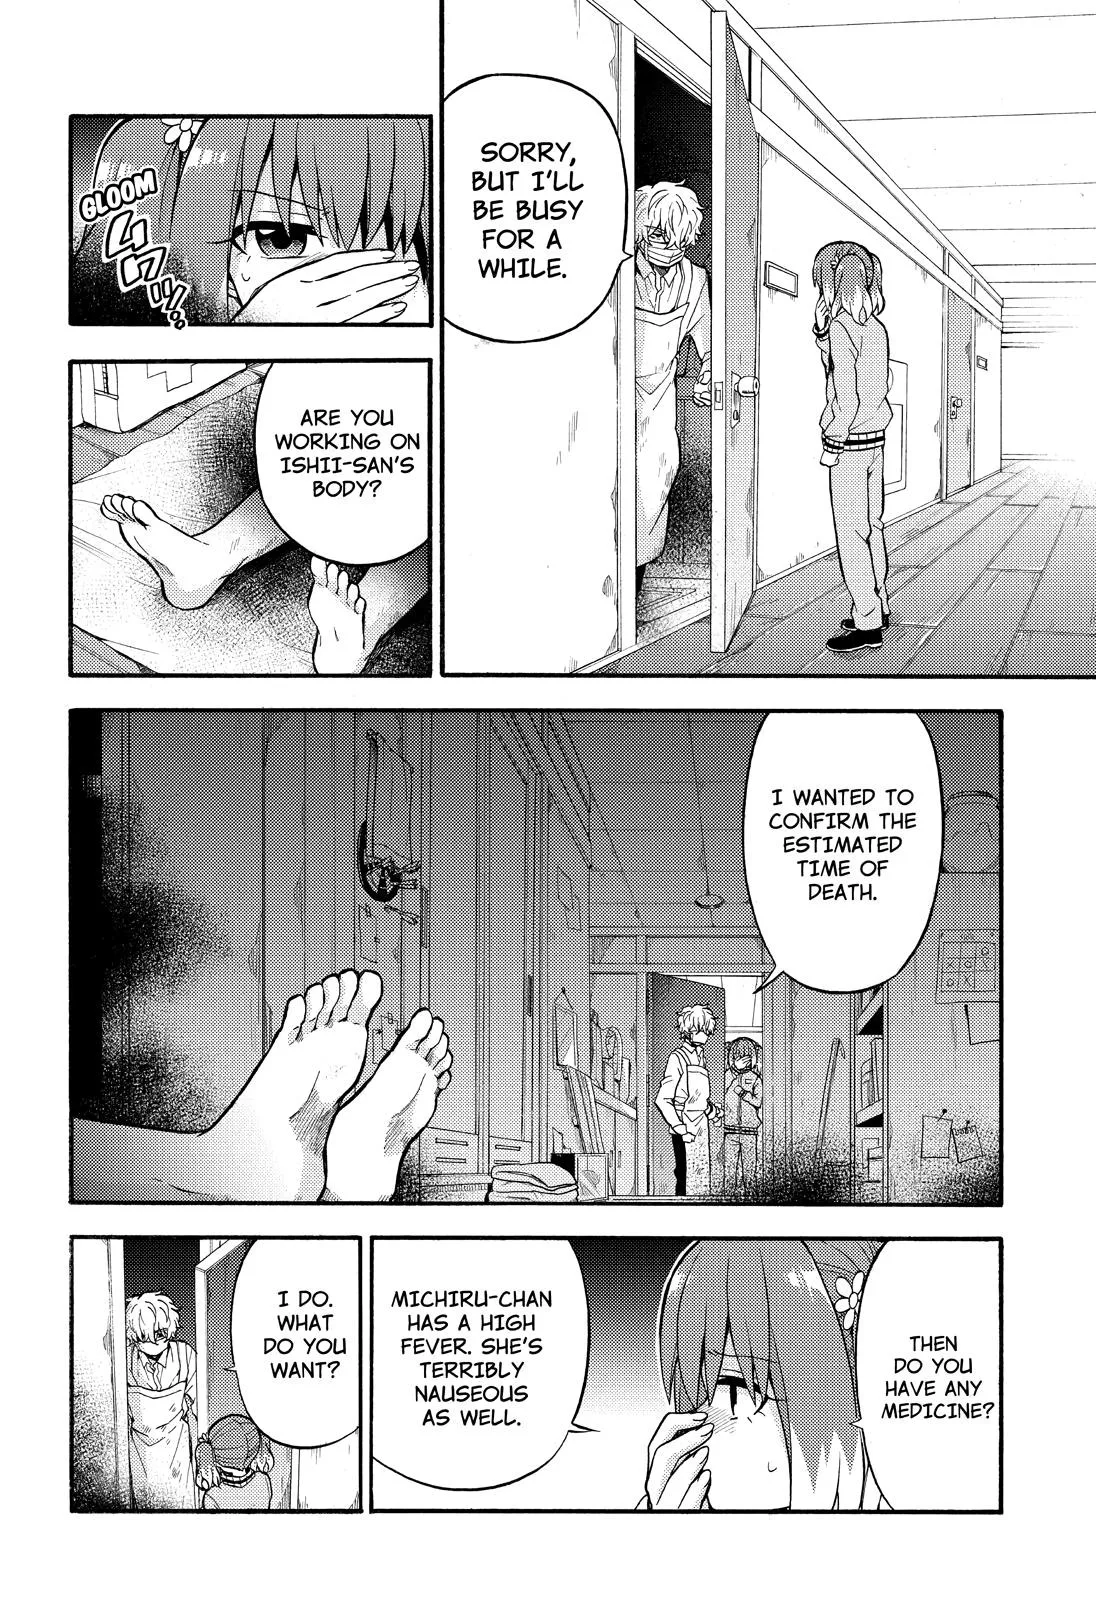 SORRY,
BUT I'LL
BE BUSY
FOR A
WHILE.
GLOOM
ムワッ…
ARE YOU
WORKING ON
ISHII-SAN'S
BODY?
I WANTED TO
CONFIRM THE
ESTIMATED
TIME OF
DEATH.
THEN
DO YOU
HAVE ANY
MEDICINE?
MICHIRU-CHAN
HAS A HIGH
FEVER. SHE'S
TERRIBLY
NAUSEOUS
AS WELL.
I DO.
WHAT
DO YOU
WANT?